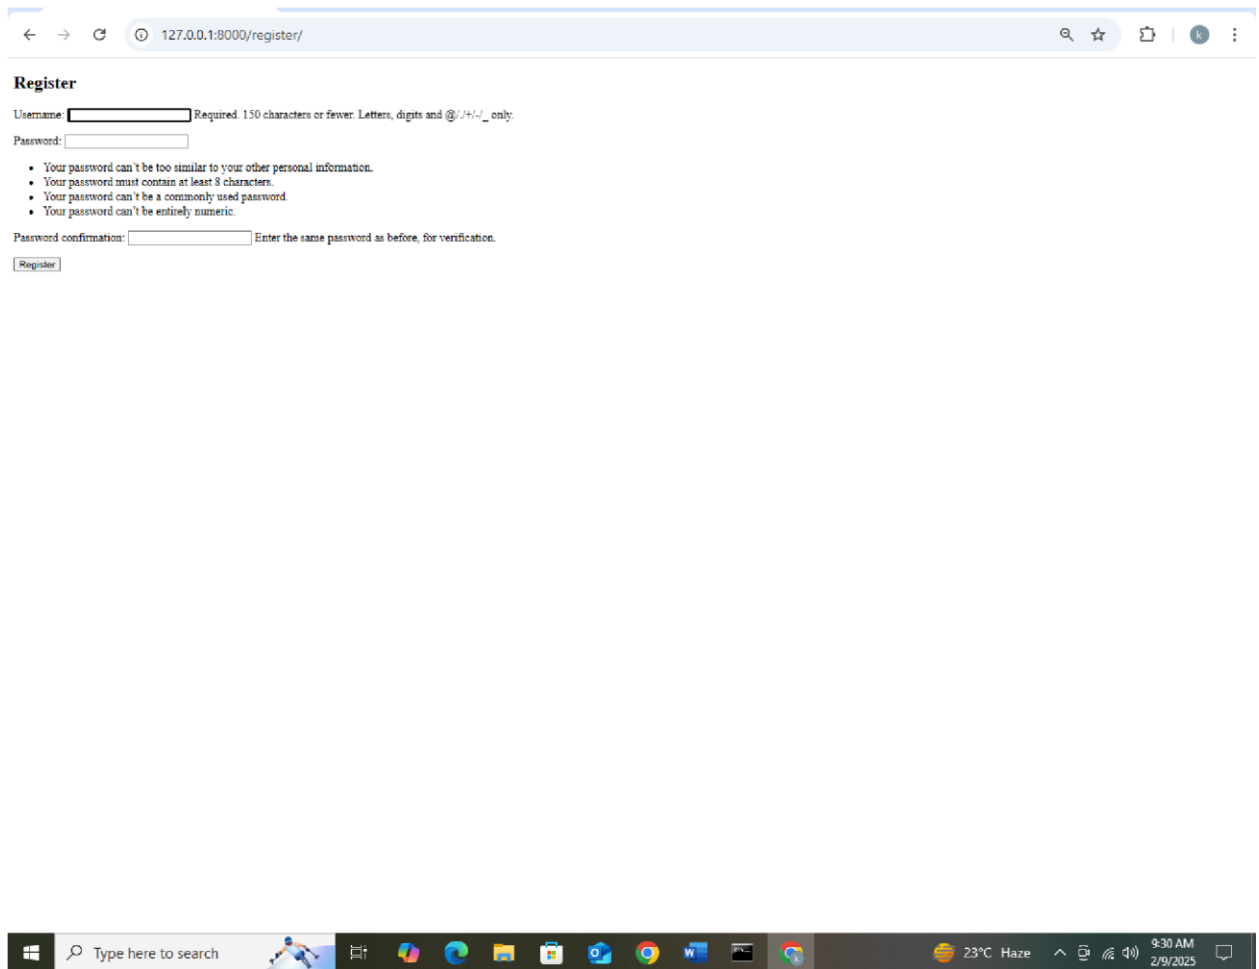 127.0.0.1:8000/register/
k
Register
Username: Required. 150 characters or fewer. Letters, digits and @/./+/-/_ only.
Password:
• Your password can't be too similar to your other personal information.
• Your password must contain at least 8 characters.
• Your password can't be a commonly used password.
• Your password can't be entirely numeric.
Password confirmation: Enter the same password as before, for verification.
Register
Type here to search 23°C Haze 9:30 AM
2/9/2025